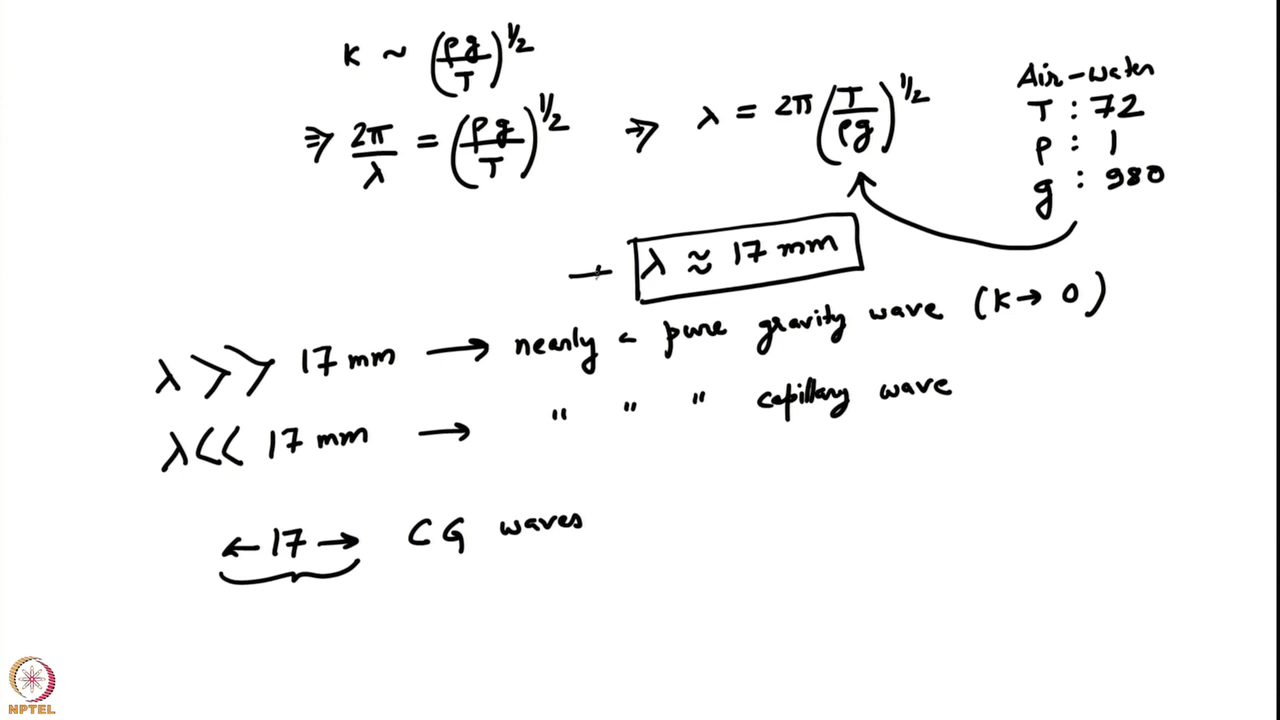 K ~ (ρg/T)^1/2
⇒ 2π/λ = (ρg/T)^1/2 ⇒ λ = 2π(T/ρg)^1/2
Air-water
T : 72
ρ : 1
g : 980
→ λ ≈ 17 mm
λ >> 17 mm → nearly a pure gravity wave (K → 0)
λ << 17 mm → " " " capillary wave
← 17 → CG waves
NPTEL